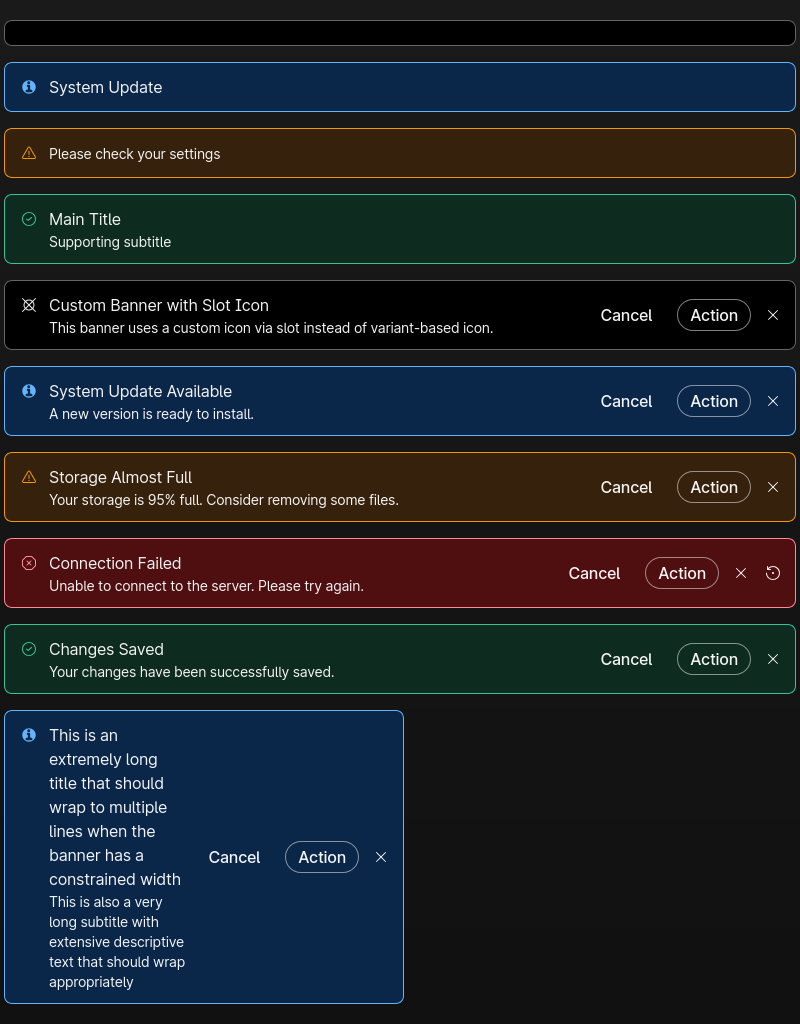 System Update
Please check your settings
Main Title
Supporting subtitle
Custom Banner with Slot Icon
This banner uses a custom icon via slot instead of variant-based icon.
Cancel Action
System Update Available
A new version is ready to install.
Cancel Action
Storage Almost Full
Your storage is 95% full. Consider removing some files.
Cancel Action
Connection Failed
Unable to connect to the server. Please try again.
Cancel Action
Changes Saved
Your changes have been successfully saved.
Cancel Action
This is an
extremely long
title that should
wrap to multiple
lines when the
banner has a
constrained width
This is also a very
long subtitle with
extensive descriptive
text that should wrap
appropriately
Cancel Action